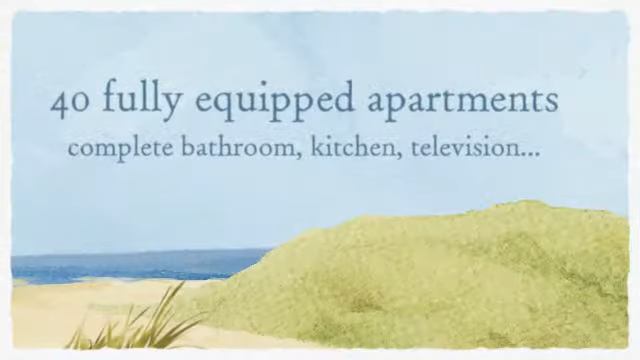 40 fully equipped apartments
complete bathroom, kitchen, television...